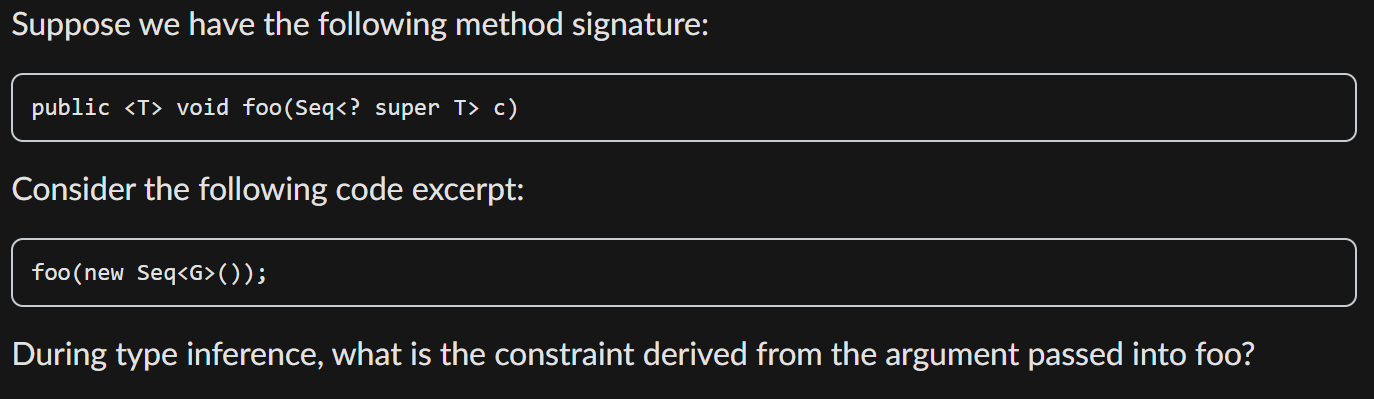 Suppose we have the following method signature:
public <T> void foo(Seq<? super T> c)
Consider the following code excerpt:
foo(new Seq<G>());
During type inference, what is the constraint derived from the argument passed into foo?